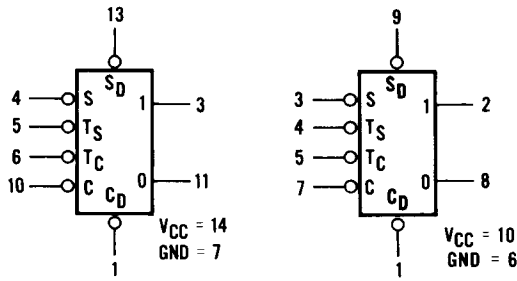 13
S_D
4 S
1 3
5 T_S
6 T_C
10 C
0 11
C_D
1
V_CC = 14
GND = 7
9
S_D
3 S
1 2
4 T_S
5 T_C
7 C
0 8
C_D
1
V_CC = 10
GND = 6